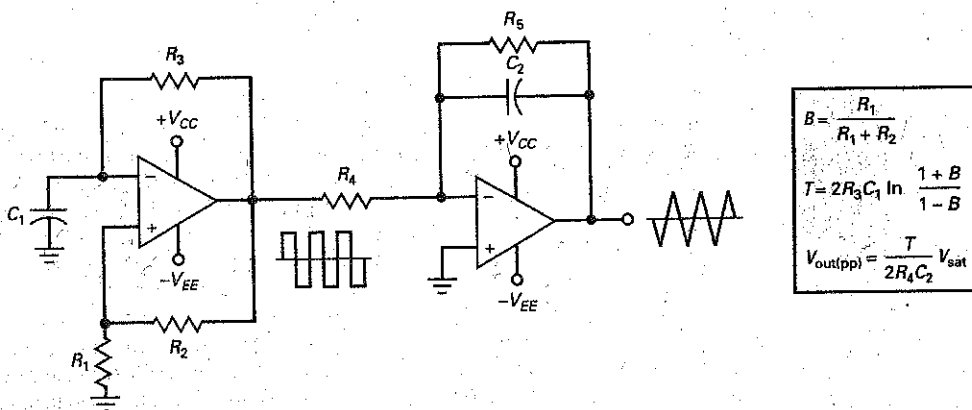 R5
C2
R3
+VCC
−
+
−VEE
C1
R2
R1
R4
+VCC
−
+
−VEE
B = R1 / (R1 + R2)
T = 2R3C1 ln (1 + B) / (1 − B)
Vout(pp) = T / (2R4C2) Vsat